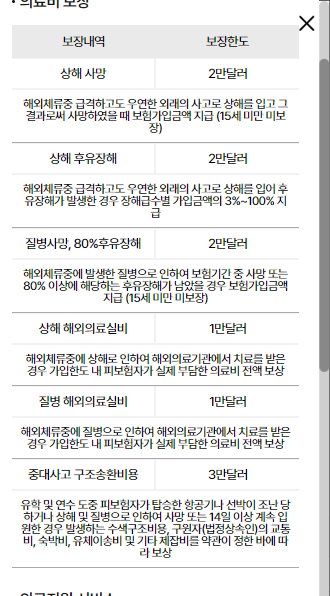 · 의료비 보장
보장내역 보장한도
상해 사망 2만달러
해외체류중 급격하고도 우연한 외래의 사고로 상해를 입고 그
결과로써 사망하였을 때 보험가입금액 지급 (15세 미만 미보
장)
상해 후유장해 2만달러
해외체류중 급격하고도 우연한 외래의 사고로 상해를 입어 후
유장해가 발생한 경우 장해급수별 가입금액의 3%~100% 지
급
질병사망, 80%후유장해 2만달러
해외체류중에 발생한 질병으로 인하여 보험기간 중 사망 또는
80% 이상에 해당하는 후유장해가 남았을 경우 보험가입금액
지급 (15세 미만 미보장)
상해 해외의료실비 1만달러
해외체류중에 상해로 인하여 해외의료기관에서 치료를 받은
경우 가입한도 내 피보험자가 실제 부담한 의료비 전액 보상
질병 해외의료실비 1만달러
해외체류중에 질병으로 인하여 해외의료기관에서 치료를 받은
경우 가입한도 내 피보험자가 실제 부담한 의료비 전액 보상
중대사고 구조송환비용 3만달러
유학 및 연수 도중 피보험자가 탑승한 항공기나 선박이 조난 당
하거나 상해 및 질병으로 인하여 사망 또는 14일 이상 계속 입
원한 경우 발생하는 수색구조비용, 구원자(법정상속인)의 교통
비, 숙박비, 유체이송비 및 기타 제잡비를 약관이 정한 바에 따
라 보상